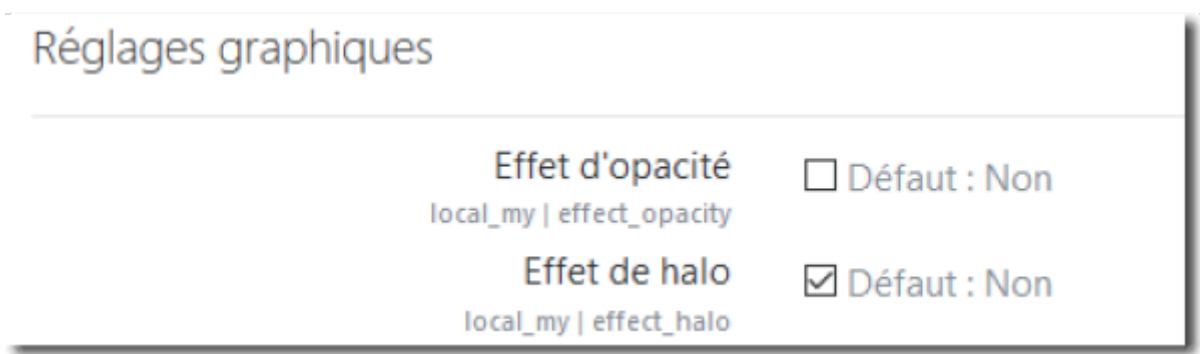 Réglages graphiques
Effet d'opacité
Défaut : Non
local_my | effect_opacity
Effet de halo
Défaut : Non
local_my | effect_halo